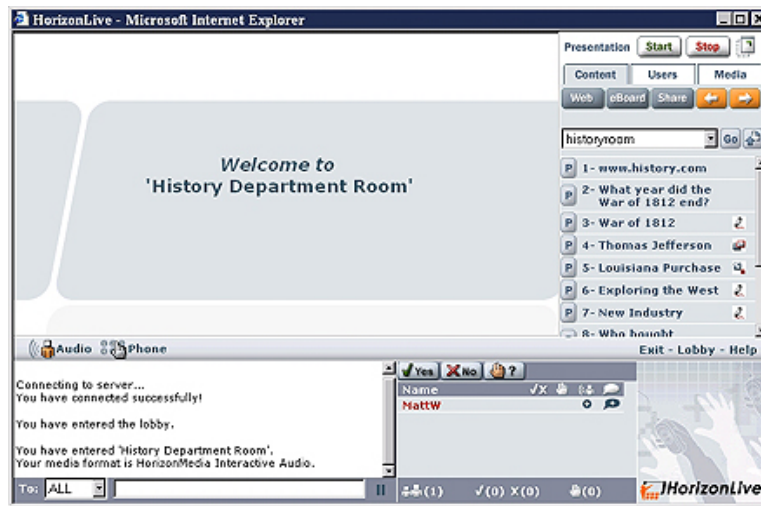 HorizonLive - Microsoft Internet Explorer
Presentation Start Stop
Content Users Media
Web eBoard Share
historyroom Go
Welcome to
'History Department Room'
P 1- www.history.com
P 2- What year did the
War of 1812 end?
P 3- War of 1812
P 4- Thomas Jefferson
P 5- Louisiana Purchase
P 6- Exploring the West
P 7- New Industry
8- Who bought
Audio Phone
Exit - Lobby - Help
Yes No ?
Connecting to server...
You have connected successfully!
You have entered the lobby.
You have entered 'History Department Room'.
Your media format is HorizonMedia Interactive Audio.
Name √X
MattW
To: ALL
(1) √(0) X(0) (0)
HorizonLive